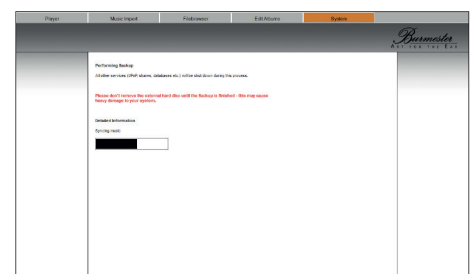 Player Music Import Filebrowser Edit Albums System
Burmester
Art for the Ear
Performing Backup
All other services (UPnP, shares, databases etc.) will be shut down during the process.
Please don't remove the external hard disc until the Backup is finished - this may cause
heavy damage to your system.
Detailed Information
Syncing music: